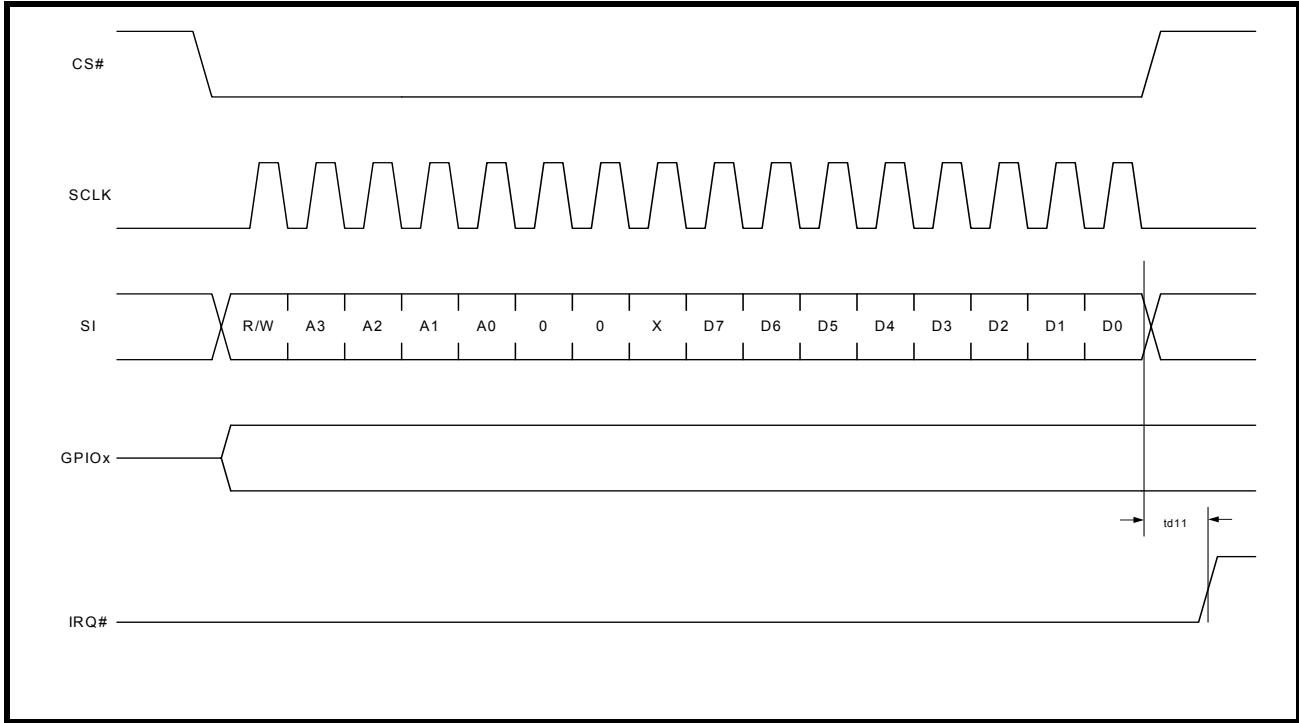 CS#
SCLK
SI R/W A3 A2 A1 A0 0 0 X D7 D6 D5 D4 D3 D2 D1 D0
GPIOx
td11
IRQ#